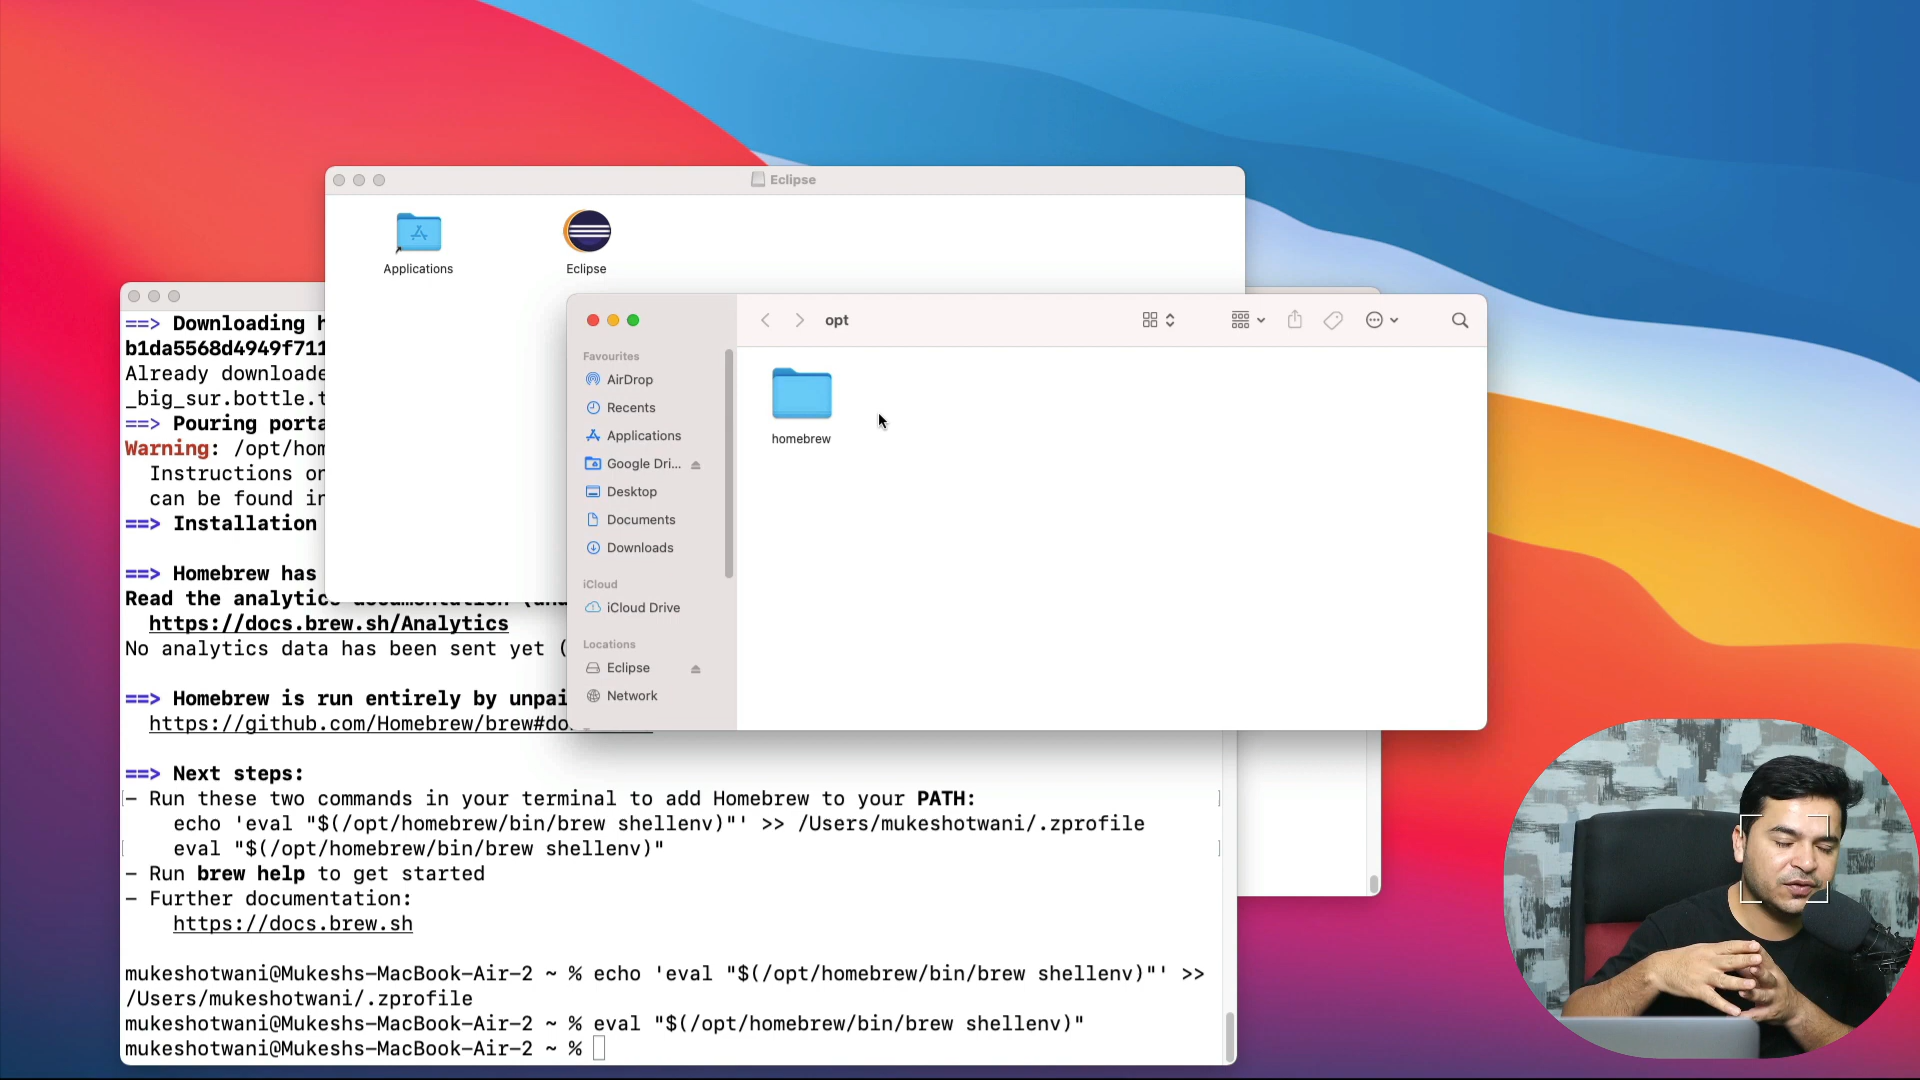 Eclipse
Applications
Eclipse
opt
Favourites
AirDrop
Recents
Applications
Google Dri...
Desktop
Documents
Downloads
iCloud
iCloud Drive
Locations
Eclipse
Network
homebrew
==> Downloading
b1da5568d4949f711
Already downloade
_big_sur.bottle.t
==> Pouring porta
Warning: /opt/hom
Instructions on
can be found in
==> Installation
==> Homebrew has
Read the analytics documentation (and
https://docs.brew.sh/Analytics
No analytics data has been sent yet (
==> Homebrew is run entirely by unpai
https://github.com/Homebrew/brew#do
==> Next steps:
- Run these two commands in your terminal to add Homebrew to your PATH:
echo 'eval "$(/opt/homebrew/bin/brew shellenv)"' >> /Users/mukeshotwani/.zprofile
eval "$(/opt/homebrew/bin/brew shellenv)"
- Run brew help to get started
- Further documentation:
https://docs.brew.sh
mukeshotwani@Mukeshs-MacBook-Air-2 ~ % echo 'eval "$(/opt/homebrew/bin/brew shellenv)"' >>
/Users/mukeshotwani/.zprofile
mukeshotwani@Mukeshs-MacBook-Air-2 ~ % eval "$(/opt/homebrew/bin/brew shellenv)"
mukeshotwani@Mukeshs-MacBook-Air-2 ~ %